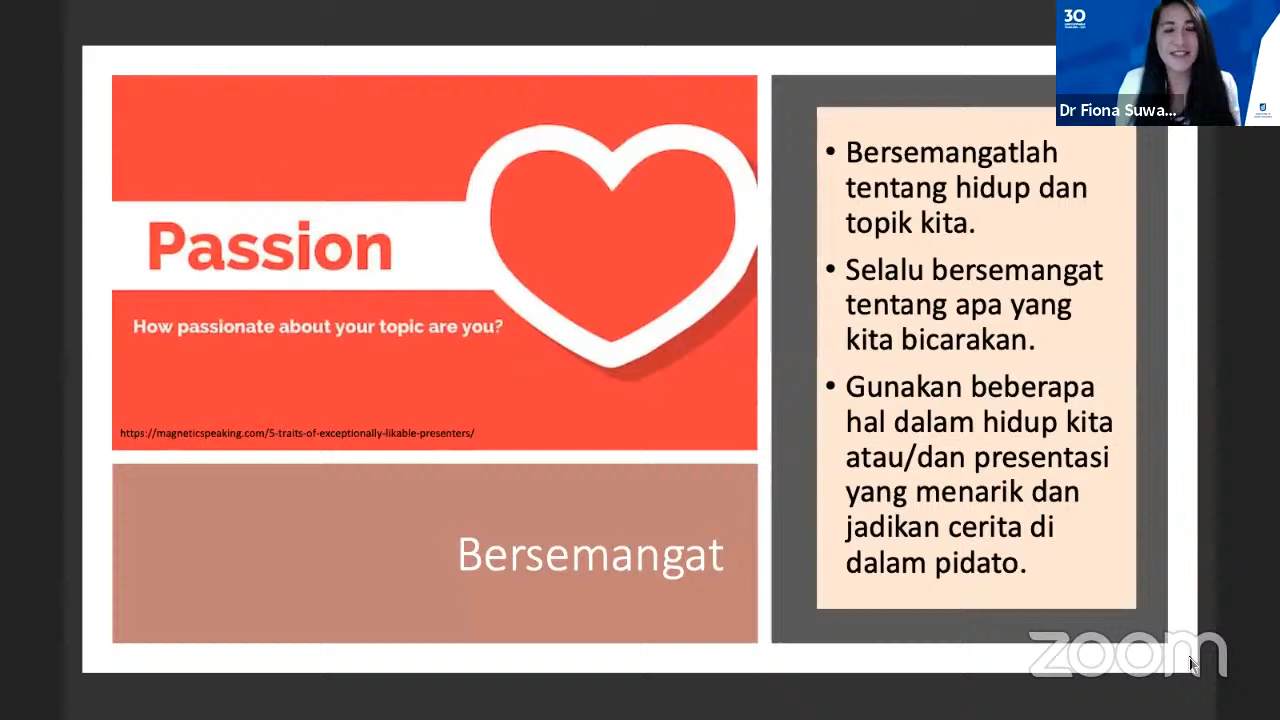 30
Dr Fiona Suwa...
Passion
How passionate about your topic are you?
https://magneticspeaking.com/5-traits-of-exceptionally-likable-presenters/
Bersemangat
• Bersemangatlah
tentang hidup dan
topik kita.
• Selalu bersemangat
tentang apa yang
kita bicarakan.
• Gunakan beberapa
hal dalam hidup kita
atau/dan presentasi
yang menarik dan
jadikan cerita di
dalam pidato.
zoom